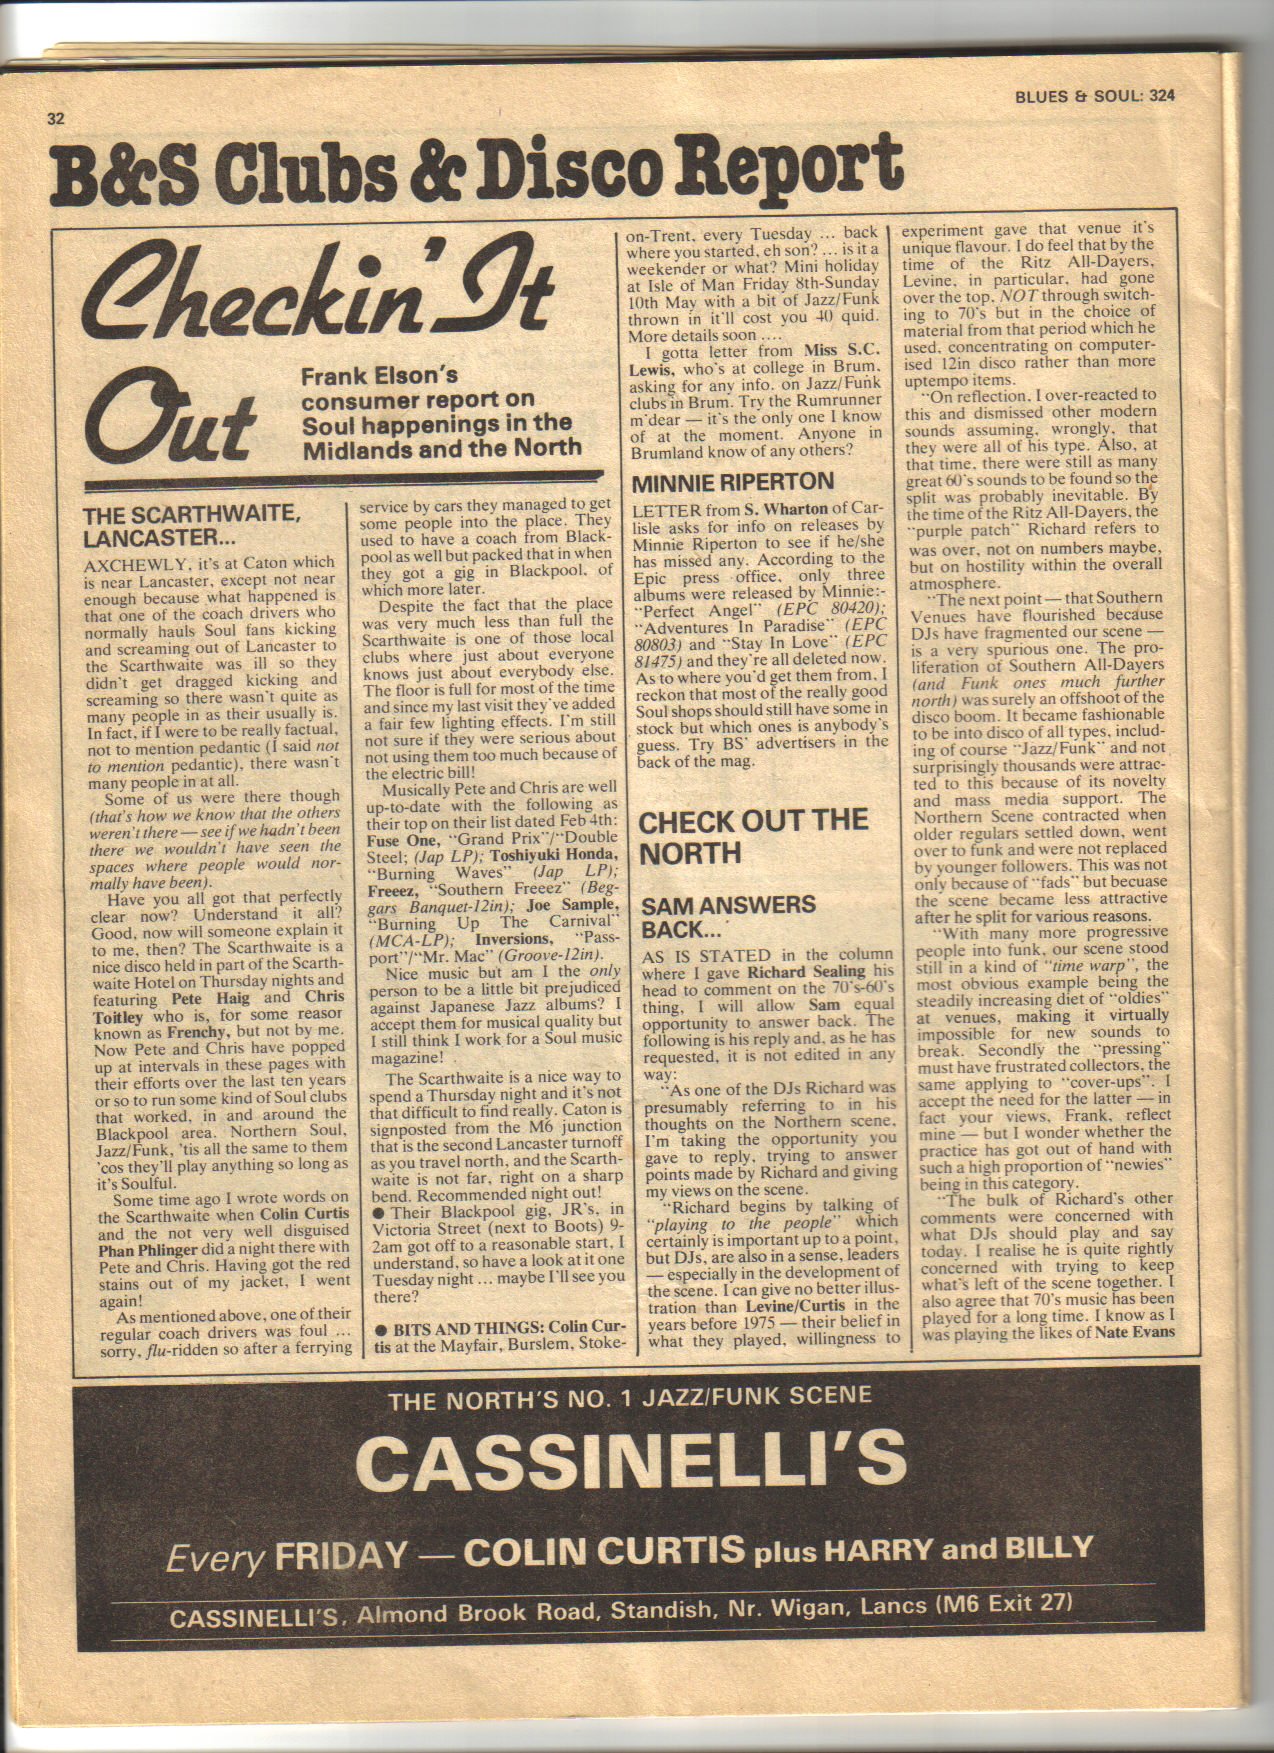 32
BLUES & SOUL: 324
B&S Clubs & Disco Report
Checkin' It
Out
Frank Elson's
consumer report on
Soul happenings in the
Midlands and the North
THE SCARTHWAITE,
LANCASTER...
AXCHEWLY, it's at Caton which
is near Lancaster, except not near
enough because what happened is
that one of the coach drivers who
normally hauls Soul fans kicking
and screaming out of Lancaster to
the Scarthwaite was ill so they
didn't get dragged kicking and
screaming so there wasn't quite as
many people in as their usually is.
In fact, if I were to be really factual,
not to mention pedantic (I said not
to mention pedantic), there wasn't
many people in at all.
Some of us were there though
(that's how we know that the others
weren't there — see if we hadn't been
there we wouldn't have seen the
spaces where people would nor-
mally have been).
Have you all got that perfectly
clear now? Understand it all?
Good, now will someone explain it
to me, then? The Scarthwaite is a
nice disco held in part of the Scarth-
waite Hotel on Thursday nights and
featuring Pete Haig and Chris
Toitley who is, for some reason
known as Frenchy, but not by me.
Now Pete and Chris have popped
up at intervals in these pages with
their efforts over the last ten years
or so to run some kind of Soul clubs
that worked, in and around the
Blackpool area. Northern Soul,
Jazz/Funk, 'tis all the same to them
'cos they'll play anything so long as
it's Soulful.
Some time ago I wrote words on
the Scarthwaite when Colin Curtis
and the not very well disguised
Phan Phlinger did a night there with
Pete and Chris. Having got the red
stains out of my jacket, I went
again!
As mentioned above, one of their
regular coach drivers was foul ...
sorry, flu-ridden so after a ferrying
service by cars they managed to get
some people into the place. They
used to have a coach from Black-
pool as well but packed that in when
they got a gig in Blackpool, of
which more later.
Despite the fact that the place
was very much less than full the
Scarthwaite is one of those local
clubs where just about everyone
knows just about everybody else.
The floor is full for most of the time
and since my last visit they've added
a fair few lighting effects. I'm still
not sure if they were serious about
not using them too much because of
the electric bill!
Musically Pete and Chris are well
up-to-date with the following as
their top on their list dated Feb 4th:
Fuse One, "Grand Prix"/"Double
Steel; (Jap LP); Toshiyuki Honda,
"Burning Waves" (Jap LP);
Freeez, "Southern Freeez" (Beg-
gars Banquet-12in); Joe Sample,
"Burning Up The Carnival"
(MCA-LP); Inversions, "Pass-
port"/"Mr. Mac" (Groove-12in).
Nice music but am I the only
person to be a little bit prejudiced
against Japanese Jazz albums? I
accept them for musical quality but
I still think I work for a Soul music
magazine!
The Scarthwaite is a nice way to
spend a Thursday night and it's not
that difficult to find really. Caton is
signposted from the M6 junction
that is the second Lancaster turnoff
as you travel north, and the Scarth-
waite is not far, right on a sharp
bend. Recommended night out!
● Their Blackpool gig, JR's, in
Victoria Street (next to Boots) 9-
2am got off to a reasonable start, I
understand, so have a look at it one
Tuesday night ... maybe I'll see you
there?
● BITS AND THINGS: Colin Cur-
tis at the Mayfair, Burslem, Stoke-
on-Trent, every Tuesday ... back
where you started, eh son? ... is it a
weekender or what? Mini holiday
at Isle of Man Friday 8th-Sunday
10th May with a bit of Jazz/Funk
thrown in it'll cost you 40 quid.
More details soon ....
I gotta letter from Miss S.C.
Lewis, who's at college in Brum,
asking for any info. on Jazz/Funk
clubs in Brum. Try the Rumrunner
m'dear — it's the only one I know
of at the moment. Anyone in
Brumland know of any others?
MINNIE RIPERTON
LETTER from S. Wharton of Car-
lisle asks for info on releases by
Minnie Riperton to see if he/she
has missed any. According to the
Epic press office, only three
albums were released by Minnie:-
"Perfect Angel" (EPC 80420);
"Adventures In Paradise" (EPC
80803) and "Stay In Love" (EPC
81475) and they're all deleted now.
As to where you'd get them from, I
reckon that most of the really good
Soul shops should still have some in
stock but which ones is anybody's
guess. Try BS' advertisers in the
back of the mag.
CHECK OUT THE
NORTH
SAM ANSWERS
BACK...
AS IS STATED in the column
where I gave Richard Sealing his
head to comment on the 70's-60's
thing, I will allow Sam equal
opportunity to answer back. The
following is his reply and, as he has
requested, it is not edited in any
way:
"As one of the DJs Richard was
presumably referring to in his
thoughts on the Northern scene,
I'm taking the opportunity you
gave to reply, trying to answer
points made by Richard and giving
my views on the scene.
"Richard begins by talking of
"playing to the people" which
certainly is important up to a point,
but DJs, are also in a sense, leaders
— especially in the development of
the scene. I can give no better illus-
tration than Levine/Curtis in the
years before 1975 — their belief in
what they played, willingness to
experiment gave that venue it's
unique flavour. I do feel that by the
time of the Ritz All-Dayers,
Levine, in particular, had gone
over the top, NOT through switch-
ing to 70's but in the choice of
material from that period which he
used, concentrating on computer-
ised 12in disco rather than more
uptempo items.
"On reflection, I over-reacted to
this and dismissed other modern
sounds assuming, wrongly, that
they were all of his type. Also, at
that time, there were still as many
great 60's sounds to be found so the
split was probably inevitable. By
the time of the Ritz All-Dayers, the
"purple patch" Richard refers to
was over, not on numbers maybe,
but on hostility within the overall
atmosphere.
"The next point — that Southern
Venues have flourished because
DJs have fragmented our scene —
is a very spurious one. The pro-
liferation of Southern All-Dayers
(and Funk ones much further
north) was surely an offshoot of the
disco boom. It became fashionable
to be into disco of all types, includ-
ing of course "Jazz/Funk" and not
surprisingly thousands were attrac-
ted to this because of its novelty
and mass media support. The
Northern Scene contracted when
older regulars settled down, went
over to funk and were not replaced
by younger followers. This was not
only because of "fads" but becuase
the scene became less attractive
after he split for various reasons.
"With many more progressive
people into funk, our scene stood
still in a kind of "time warp", the
most obvious example being the
steadily increasing diet of "oldies"
at venues, making it virtually
impossible for new sounds to
break. Secondly the "pressing"
must have frustrated collectors, the
same applying to "cover-ups". I
accept the need for the latter — in
fact your views, Frank, reflect
mine — but I wonder whether the
practice has got out of hand with
such a high proportion of "newies"
being in this category.
"The bulk of Richard's other
comments were concerned with
what DJs should play and say
today. I realise he is quite rightly
concerned with trying to keep
what's left of the scene together. I
also agree that 70's music has been
played for a long time. I know as I
was playing the likes of Nate Evans
THE NORTH'S NO. 1 JAZZ/FUNK SCENE
CASSINELLI'S
Every FRIDAY — COLIN CURTIS plus HARRY and BILLY
CASSINELLI'S, Almond Brook Road, Standish, Nr. Wigan, Lancs (M6 Exit 27)